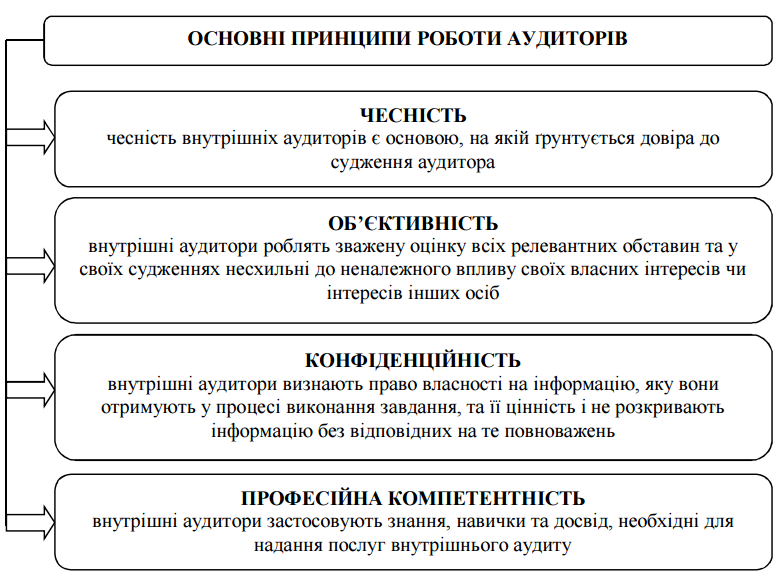 ОСНОВНІ ПРИНЦИПИ РОБОТИ АУДИТОРІВ
ЧЕСНІСТЬ
чесність внутрішніх аудиторів є основою, на якій ґрунтується довіра до
судження аудитора
ОБ’ЄКТИВНІСТЬ
внутрішні аудитори роблять зважену оцінку всіх релевантних обставин та у
своїх судженнях несхильні до неналежного впливу своїх власних інтересів чи
інтересів інших осіб
КОНФІДЕНЦІЙНІСТЬ
внутрішні аудитори визнають право власності на інформацію, яку вони
отримують у процесі виконання завдання, та її цінність і не розкривають
інформацію без відповідних на те повноважень
ПРОФЕСІЙНА КОМПЕТЕНТНІСТЬ
внутрішні аудитори застосовують знання, навички та досвід, необхідні для
надання послуг внутрішнього аудиту